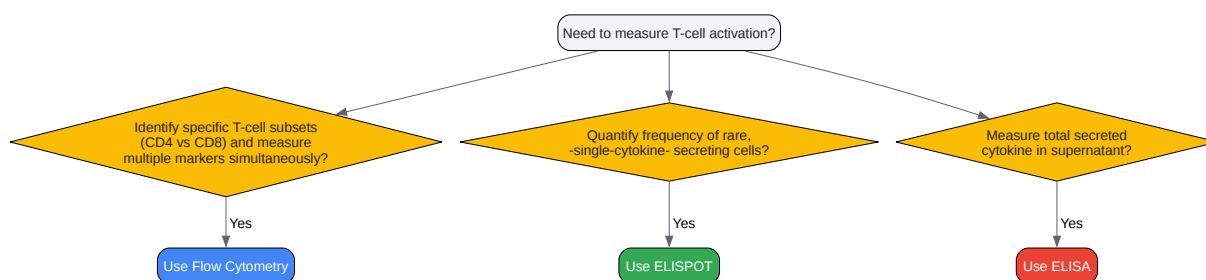 Need to measure T-cell activation?
Identify specific T-cell subsets
(CD4 vs CD8) and measure
multiple markers simultaneously?
Quantify frequency of rare,
-single-cytokine- secreting cells?
Measure total secreted
cytokine in supernatant?
Yes
Yes
Yes
Use Flow Cytometry
Use ELISPOT
Use ELISA